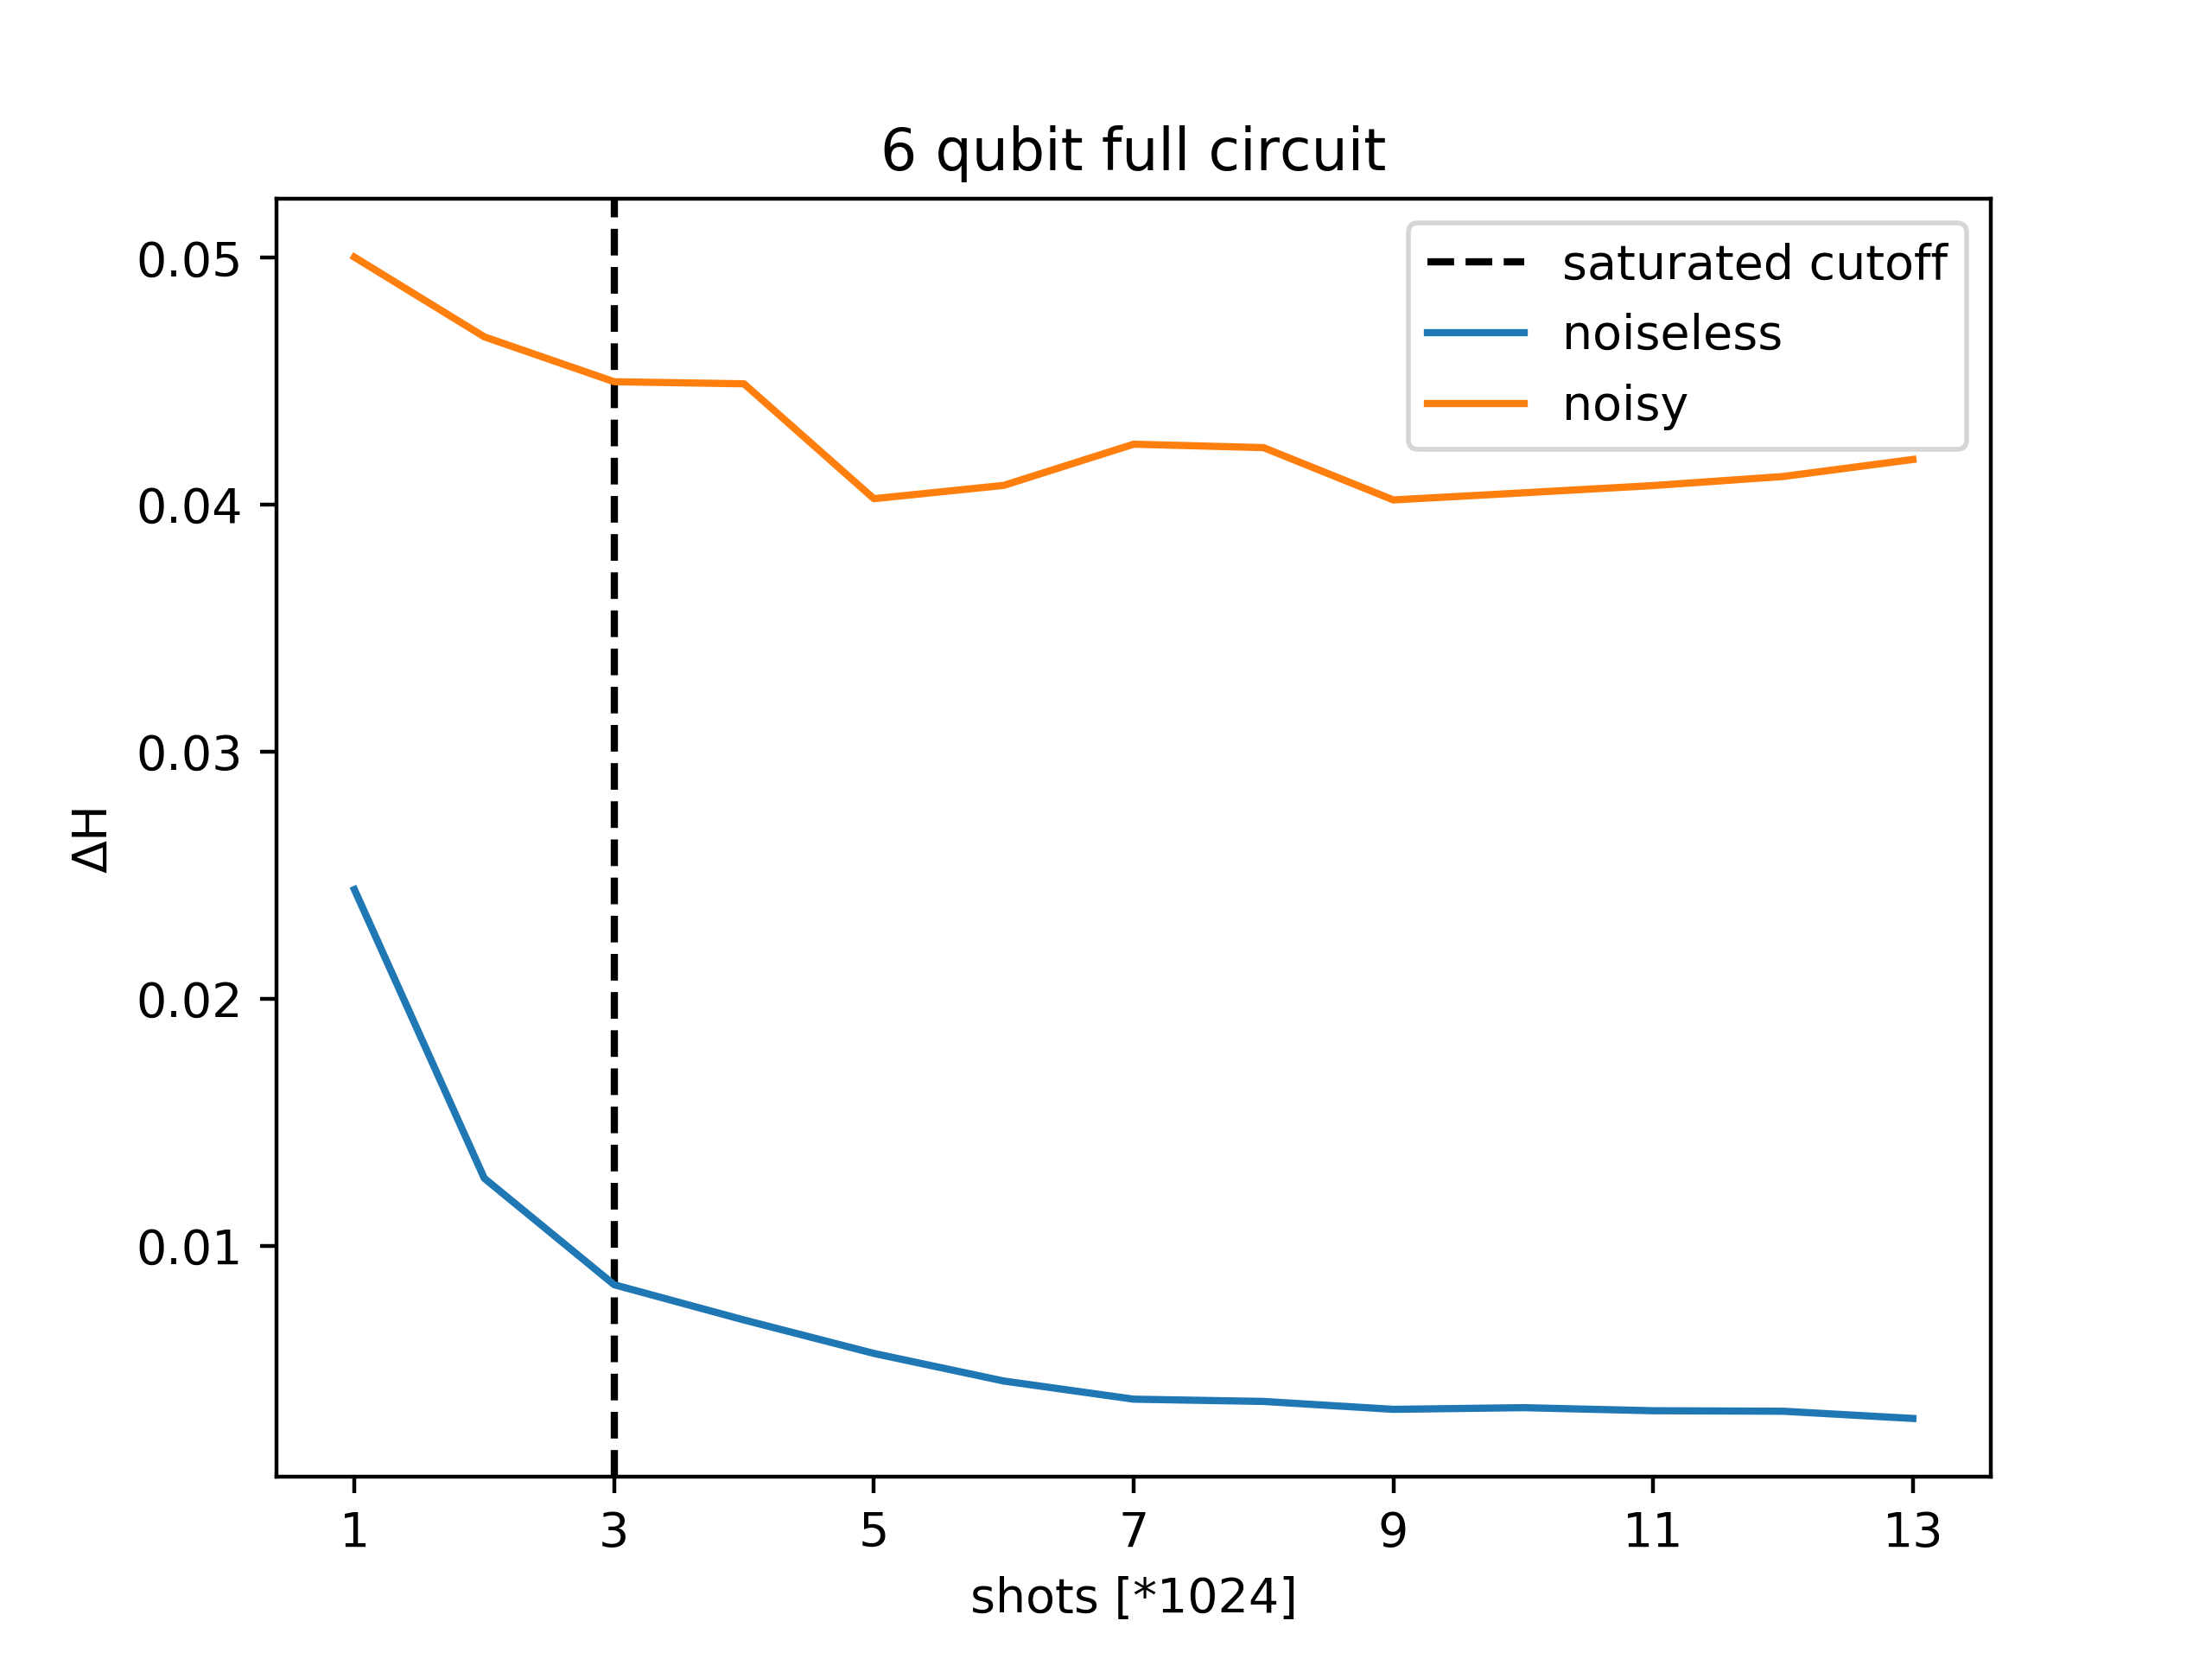 6 qubit full circuit
saturated cutoff
noiseless
noisy
0.05
0.04
0.03
0.02
0.01
ΔH
1 3 5 7 9 11 13
shots [*1024]